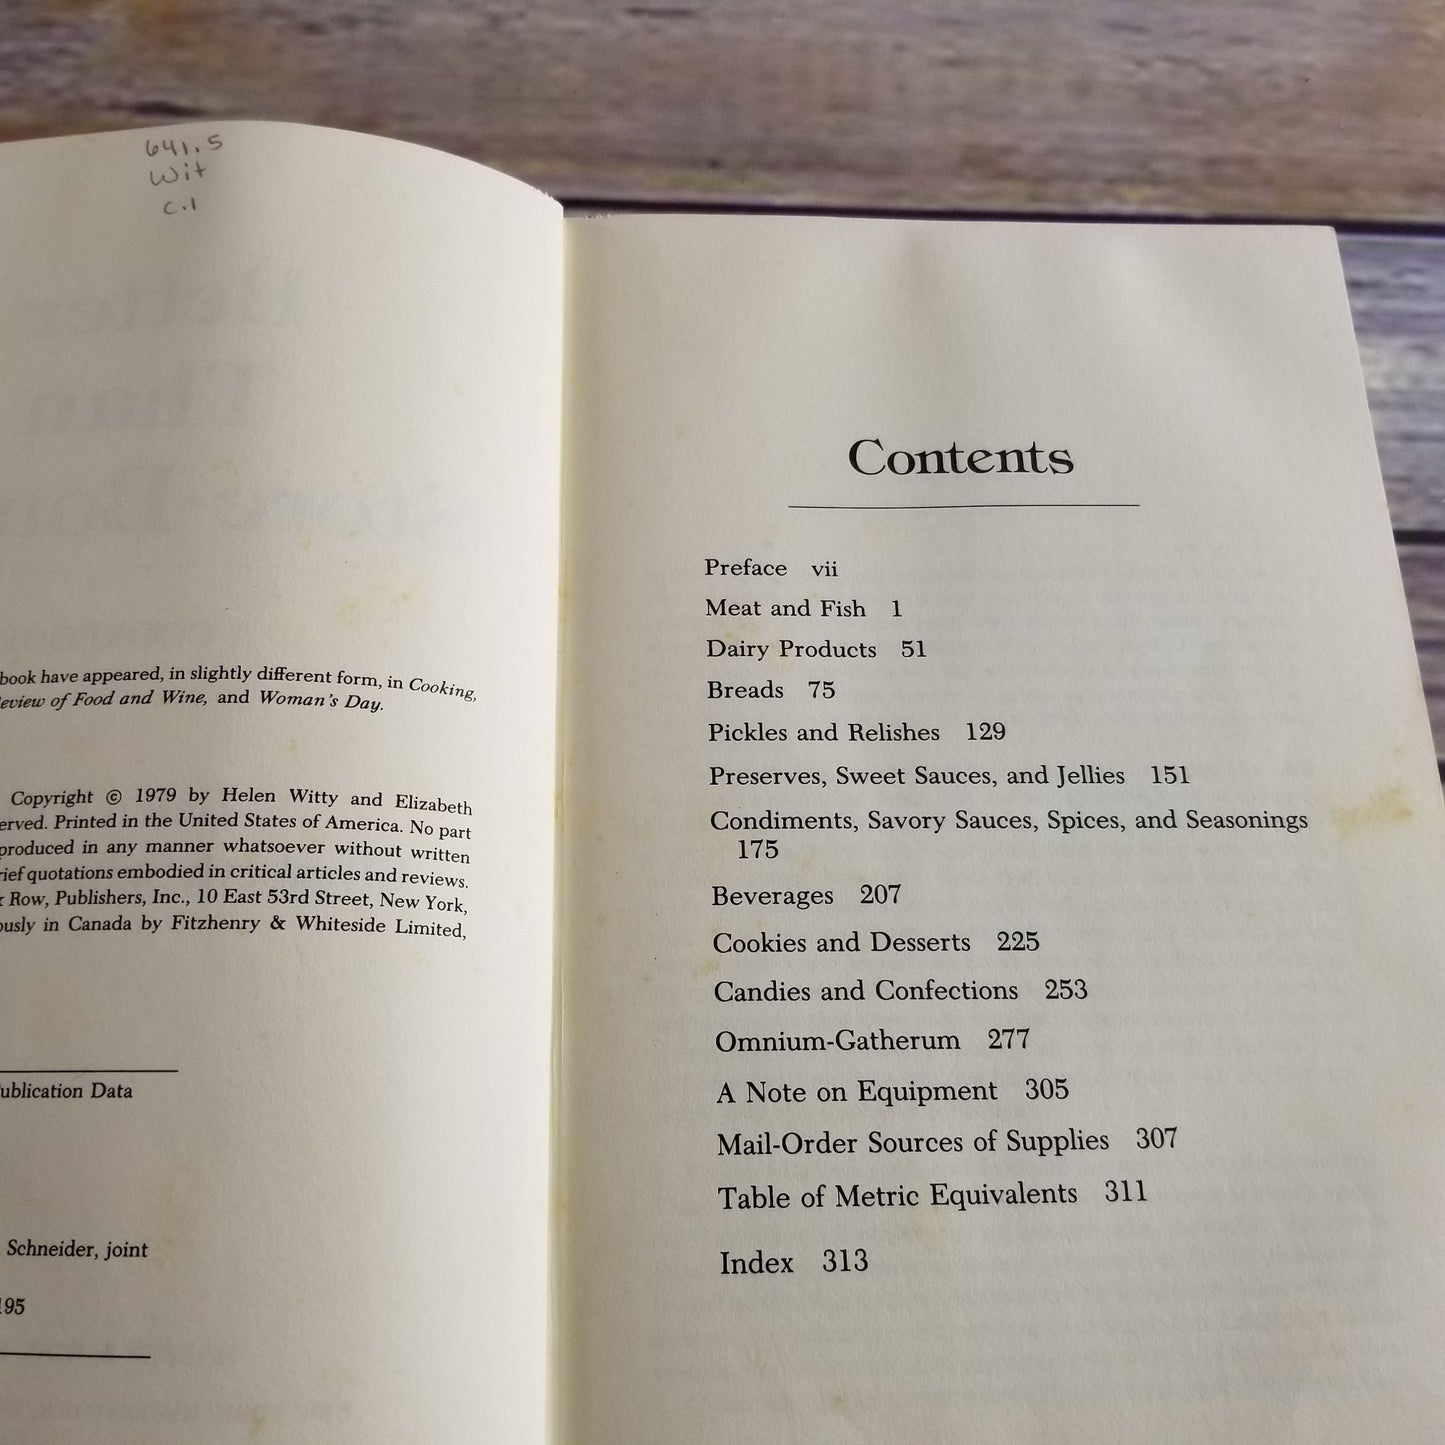 641.5
Wit
c.1
book have appeared, in slightly different form, in Cooking,
eview of Food and Wine, and Woman's Day.
Copyright © 1979 by Helen Witty and Elizabeth
erved. Printed in the United States of America. No part
produced in any manner whatsoever without written
rief quotations embodied in critical articles and reviews.
Row, Publishers, Inc., 10 East 53rd Street, New York,
ously in Canada by Fitzhenry & Whiteside Limited,
ublication Data
Schneider, joint
195
Contents
Preface vii
Meat and Fish 1
Dairy Products 51
Breads 75
Pickles and Relishes 129
Preserves, Sweet Sauces, and Jellies 151
Condiments, Savory Sauces, Spices, and Seasonings
175
Beverages 207
Cookies and Desserts 225
Candies and Confections 253
Omnium-Gatherum 277
A Note on Equipment 305
Mail-Order Sources of Supplies 307
Table of Metric Equivalents 311
Index 313